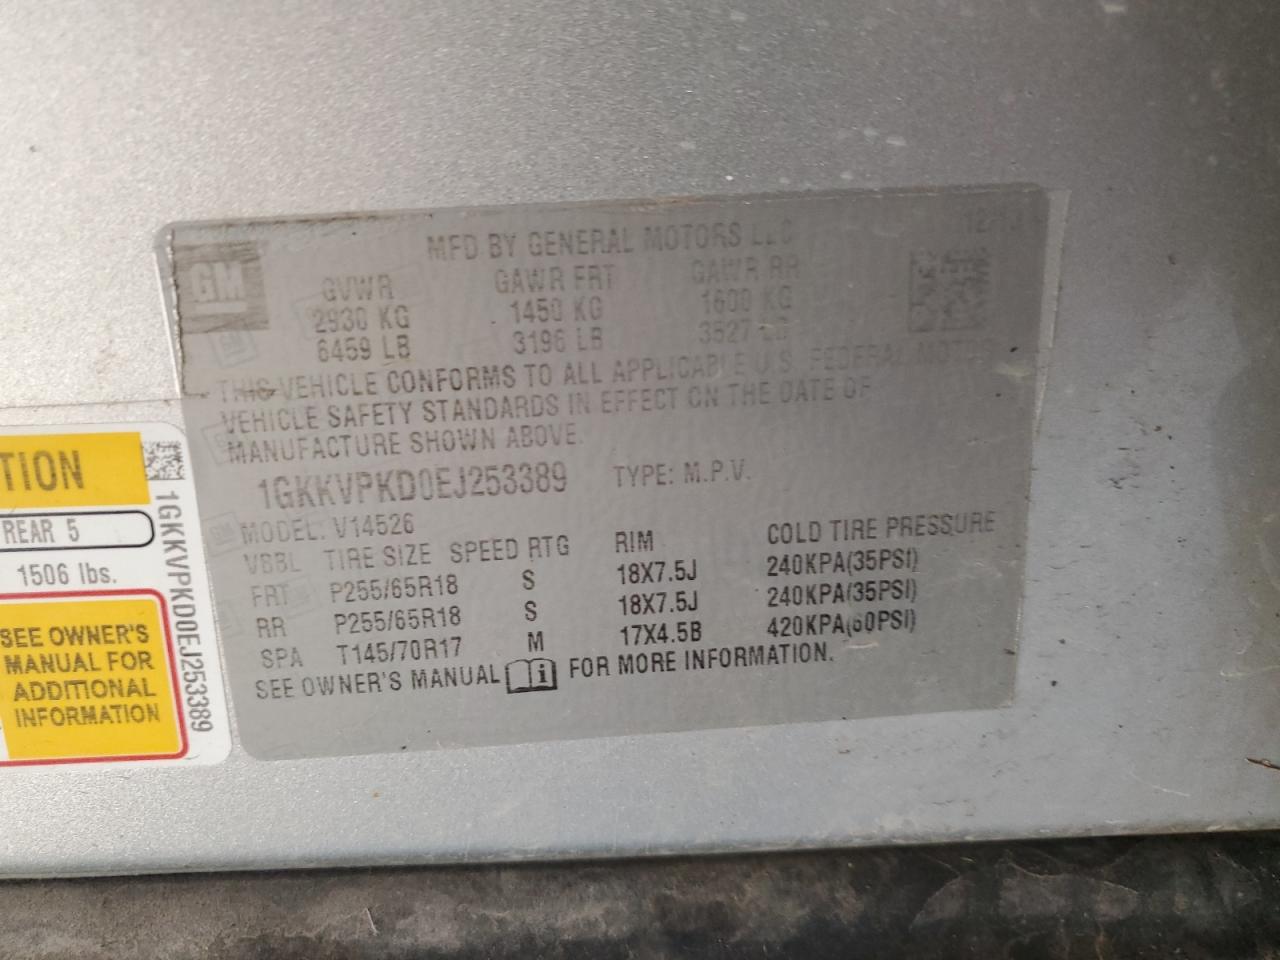 GM
MFD BY GENERAL MOTORS LLC
GVWR GAWR FRT GAWR RR
2930 KG 1450 KG 1600 KG
6459 LB 3196 LB 3527 LB
THIS VEHICLE CONFORMS TO ALL APPLICABLE U.S. FEDERAL MOTOR
VEHICLE SAFETY STANDARDS IN EFFECT ON THE DATE OF
MANUFACTURE SHOWN ABOVE.
1GKKVPKD0EJ253389 TYPE: M.P.V.
MODEL: V14526
TIRE SIZE SPEED RTG RIM COLD TIRE PRESSURE
FRT P255/65R18 S 18X7.5J 240KPA(35PSI)
RR P255/65R18 S 18X7.5J 240KPA(35PSI)
SPA T145/70R17 M 17X4.5B 420KPA(60PSI)
SEE OWNER'S MANUAL FOR MORE INFORMATION.
TION
REAR 5
1506 lbs.
SEE OWNER'S
MANUAL FOR
ADDITIONAL
INFORMATION
1GKKVPKD0EJ253389